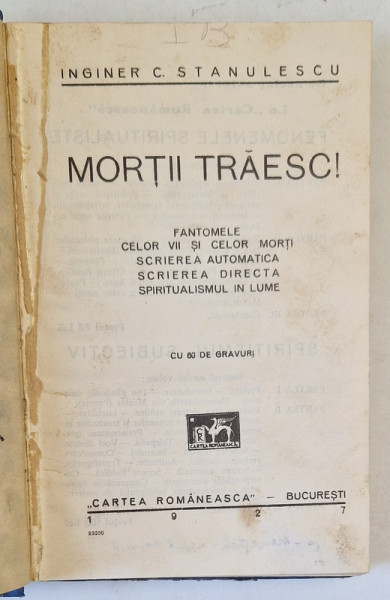 I B
INGINER C. STANULESCU
MORȚII TRĂESC!
FANTOMELE
CELOR VII ȘI CELOR MORȚI
SCRIEREA AUTOMATICA
SCRIEREA DIRECTA
SPIRITUALISMUL IN LUME
CU 60 DE GRAVURI
CARTEA ROMÂNEASCĂ
„CARTEA ROMÂNEASCA” — BUCUREȘTI
1 9 2 7